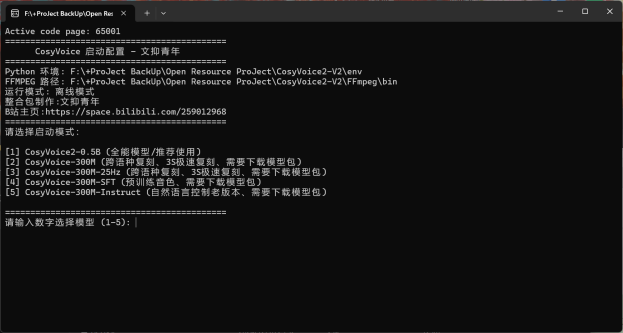 F:\+ProJect BackUp\Open Res
Active code page: 65001
============================================
CosyVoice 启动配置 - 文抑青年
============================================
Python 环境: F:\+ProJect BackUp\Open Resource ProJect\CosyVoice2-V2\env
FFMPEG 路径: F:\+ProJect BackUp\Open Resource ProJect\CosyVoice2-V2\FFmpeg\bin
运行模式: 离线模式
整合包制作:文抑青年
B站主页:https://space.bilibili.com/259012968
============================================
请选择启动模式:
[1] CosyVoice2-0.5B (全能模型/推荐使用)
[2] CosyVoice-300M (跨语种复刻、3S极速复刻、需要下载模型包)
[3] CosyVoice-300M-25Hz (跨语种复刻、3S极速复刻、需要下载模型包)
[4] CosyVoice-300M-SFT (预训练音色、需要下载模型包)
[5] CosyVoice-300M-Instruct (自然语言控制老版本、需要下载模型包)
============================================
请输入数字选择模型 (1-5):